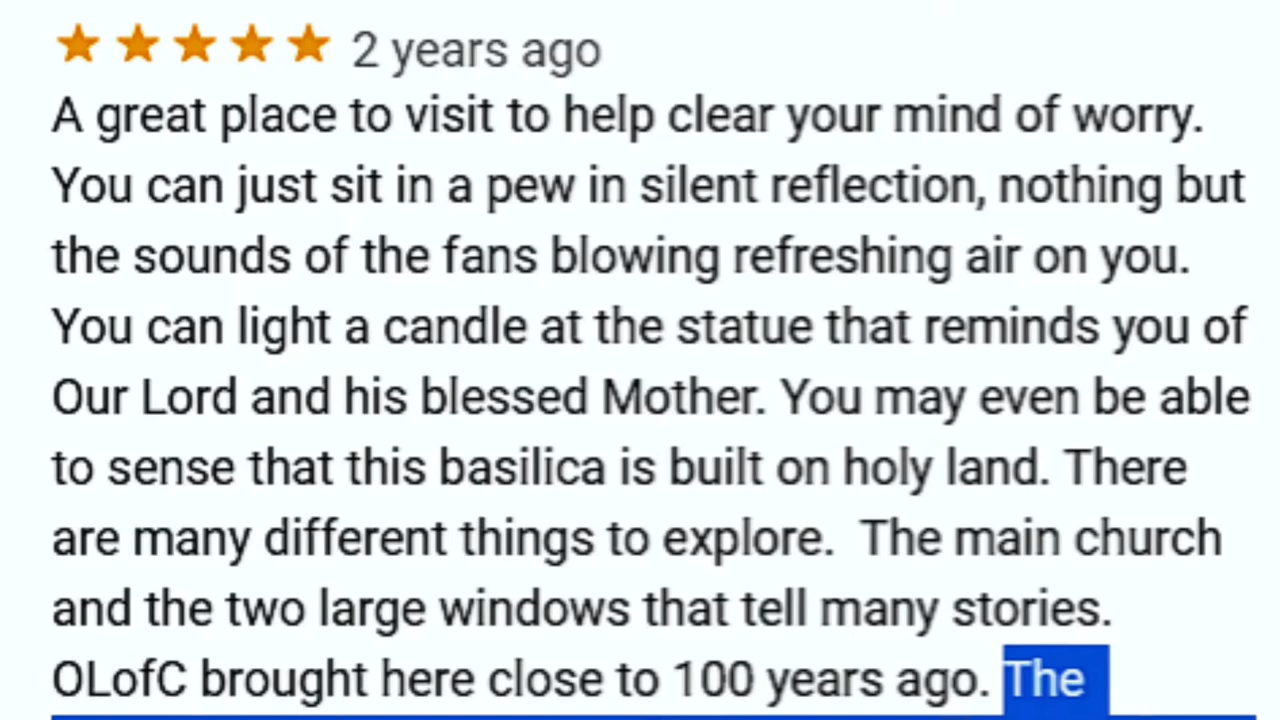 2 years ago
A great place to visit to help clear your mind of worry.
You can just sit in a pew in silent reflection, nothing but
the sounds of the fans blowing refreshing air on you.
You can light a candle at the statue that reminds you of
Our Lord and his blessed Mother. You may even be able
to sense that this basilica is built on holy land. There
are many different things to explore.  The main church
and the two large windows that tell many stories.
OLofC brought here close to 100 years ago. The